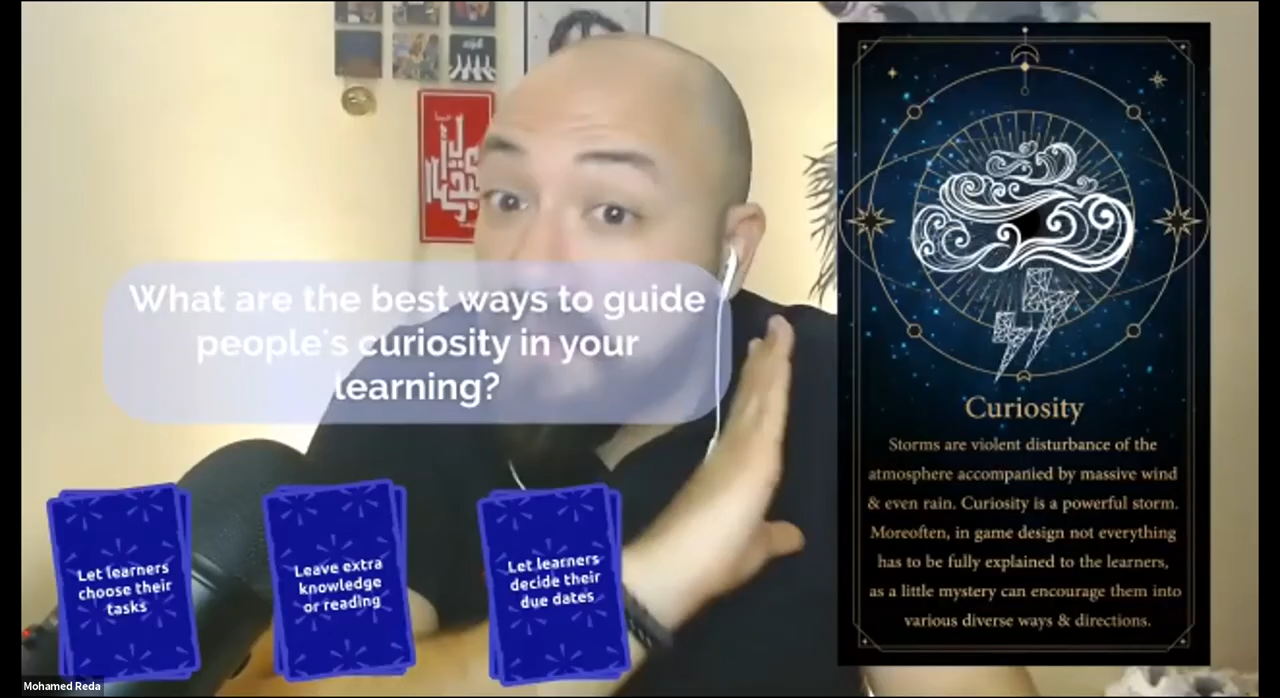 What are the best ways to guide
people's curiosity in your
learning?
Let learners
choose their
tasks
Leave extra
knowledge
or reading
Let learners
decide their
due dates
Curiosity
Storms are violent disturbance of the
atmosphere accompanied by massive wind
& even rain. Curiosity is a powerful storm.
Moreoften, in game design not everything
has to be fully explained to the learners,
as a little mystery can encourage them into
various diverse ways & directions.
Mohamed Reda